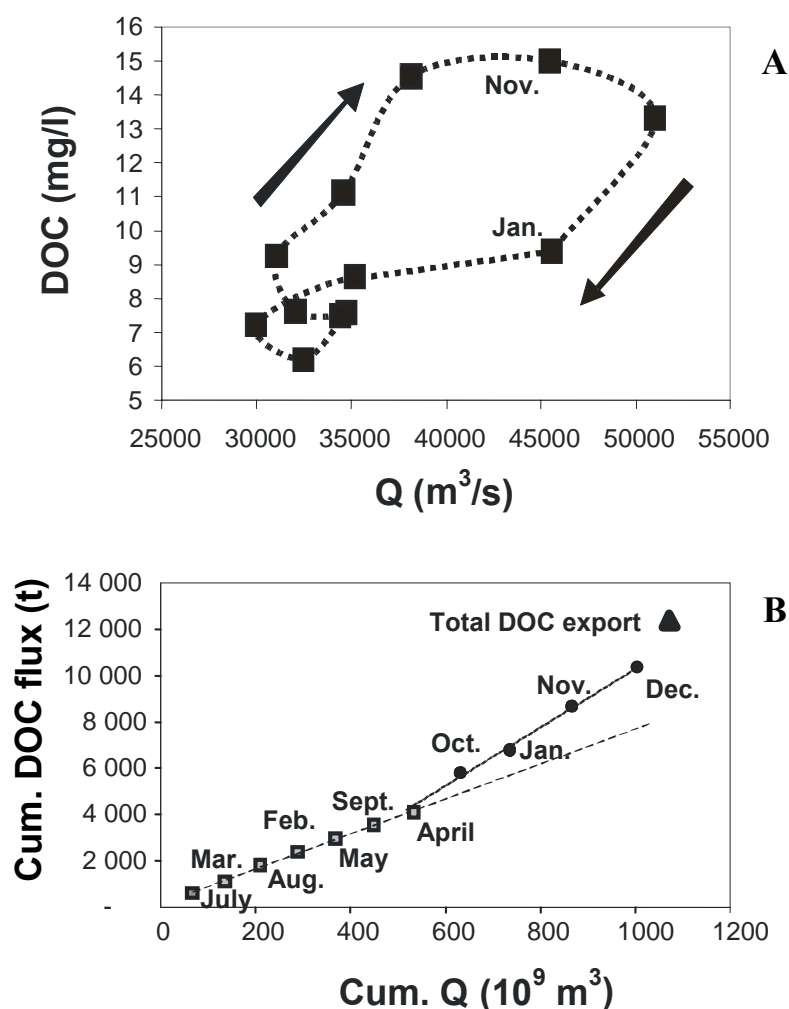 A
DOC (mg/l)
16
15
14
13
12
11
10
9
8
7
6
5
Nov.
Jan.
25000 30000 35000 40000 45000 50000 55000
Q (m³/s)
B
Cum. DOC flux (t)
14 000
12 000
10 000
8 000
6 000
4 000
2 000
-
Total DOC export
Nov.
Dec.
Oct.
Jan.
Sept.
April
Feb.
May
Mar.
Aug.
July
0 200 400 600 800 1000 1200
Cum. Q (10⁹ m³)